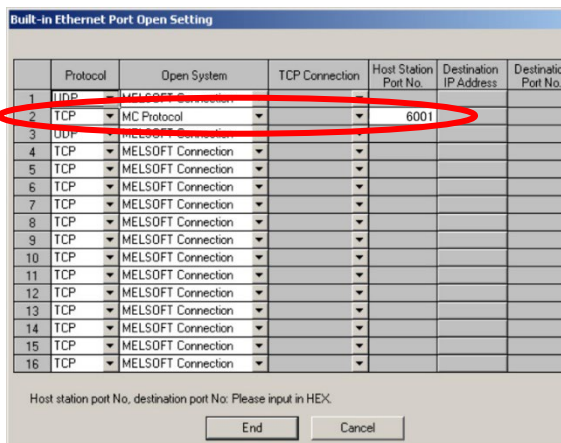 Built-in Ethernet Port Open Setting
Protocol Open System TCP Connection Host Station Port No. Destination IP Address Destinatic Port No.
1 UDP MELSOFT Connection
2 TCP MC Protocol 6001
3 UDP MELSOFT Connection
4 TCP MELSOFT Connection
5 TCP MELSOFT Connection
6 TCP MELSOFT Connection
7 TCP MELSOFT Connection
8 TCP MELSOFT Connection
9 TCP MELSOFT Connection
10 TCP MELSOFT Connection
11 TCP MELSOFT Connection
12 TCP MELSOFT Connection
13 TCP MELSOFT Connection
14 TCP MELSOFT Connection
15 TCP MELSOFT Connection
16 TCP MELSOFT Connection
Host station port No, destination port No: Please input in HEX.
End Cancel